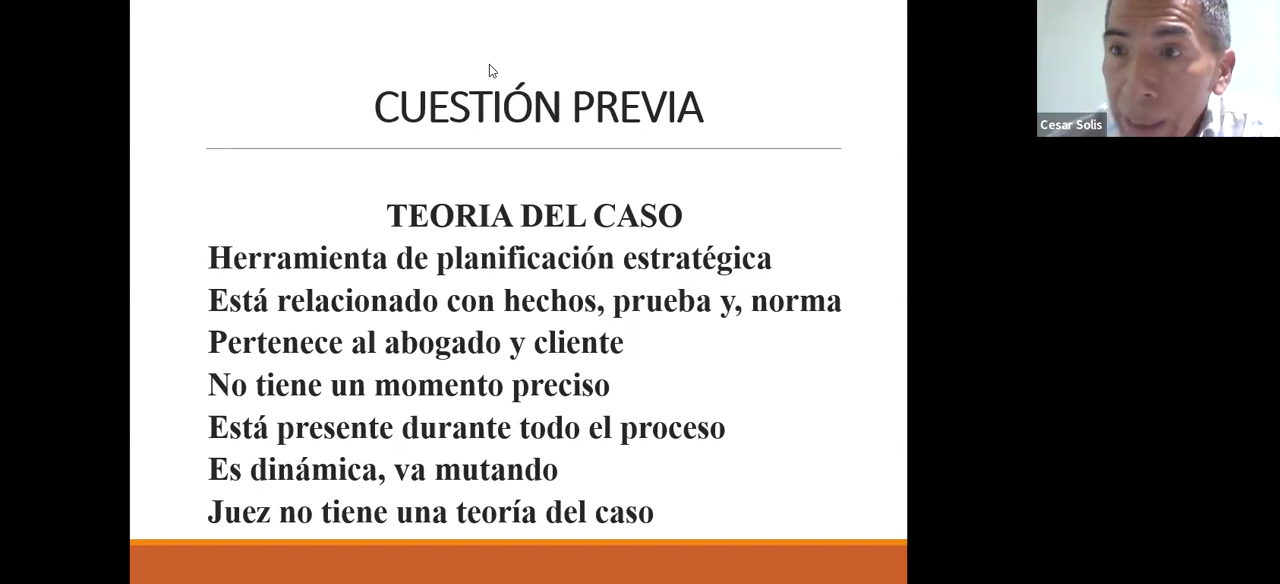 CUESTIÓN PREVIA
TEORIA DEL CASO
Herramienta de planificación estratégica
Está relacionado con hechos, prueba y, norma
Pertenece al abogado y cliente
No tiene un momento preciso
Está presente durante todo el proceso
Es dinámica, va mutando
Juez no tiene una teoría del caso
Cesar Solis